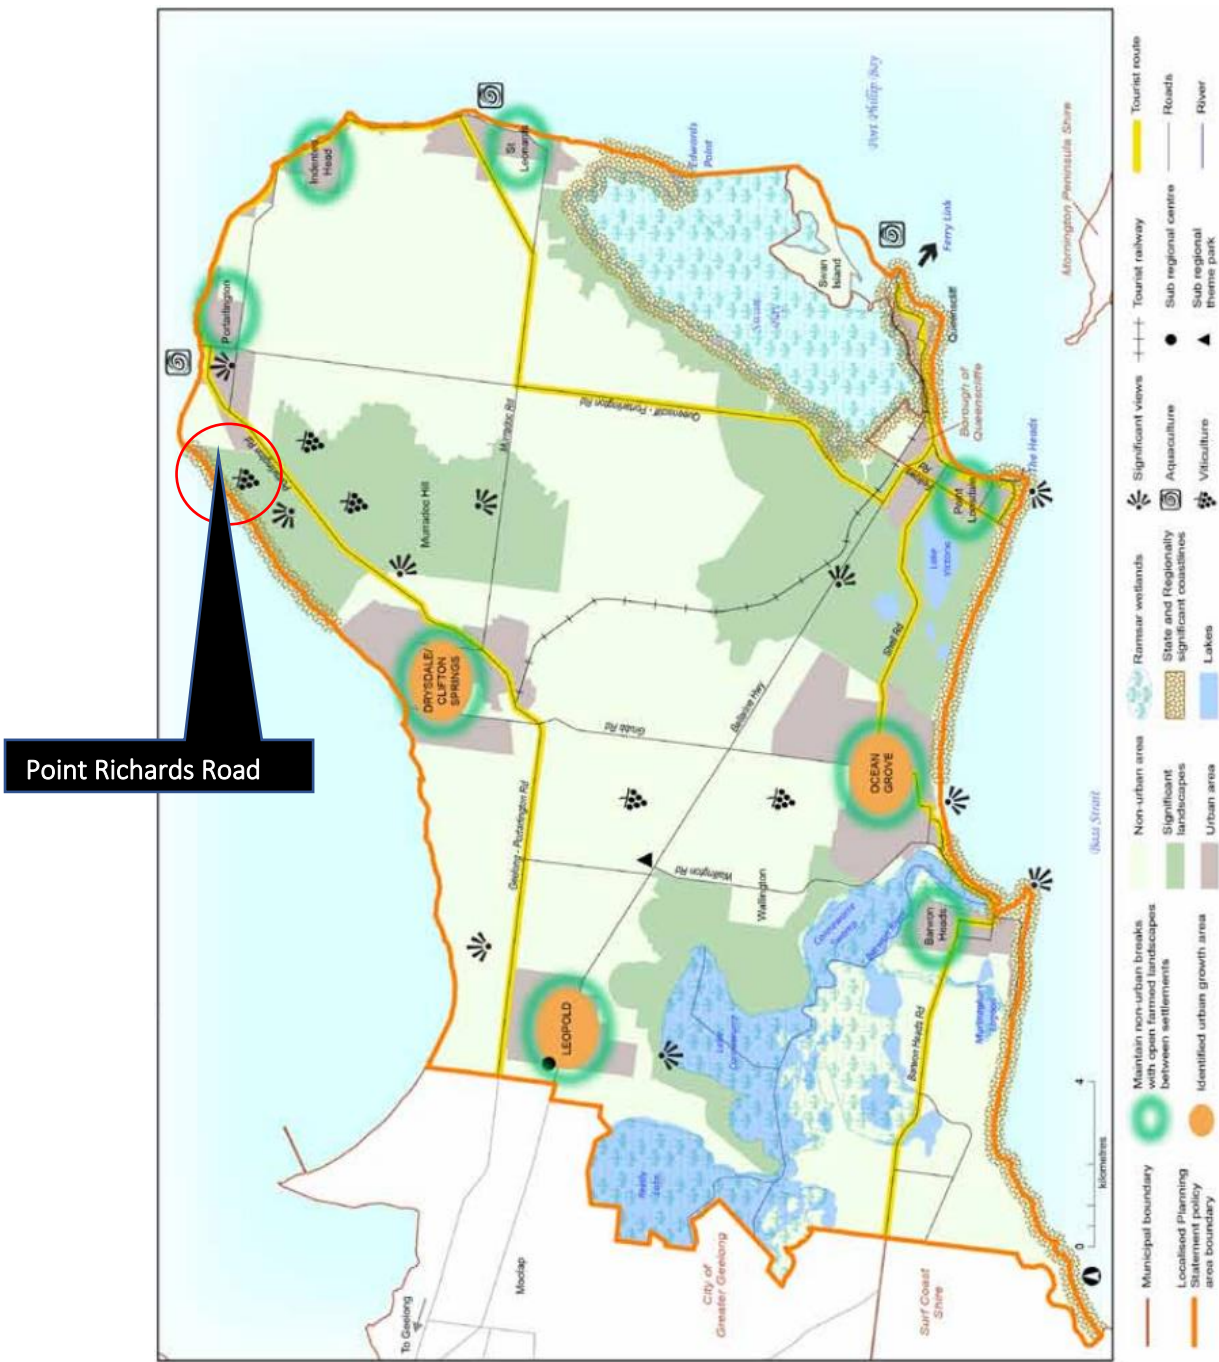 Point Richards Road
Indented
Head
St
Leonards
Portarlington
Edwards
Point
Port Phillip Bay
Mornington Peninsula Shire
Ferry Link
Swan
Island
Swan
Bay
Queenscliff
Borough of
Queenscliffe
The Heads
Point
Lonsdale
Lake
Victoria
Shell Rd
Queenscliff - Portarlington Rd
Murradoc Rd
Portarlington Rd
Murradoc Hill
DRYSDALE/
CLIFTON
SPRINGS
Grubb Rd
Bellarine Hwy
Geelong - Portarlington Rd
OCEAN
GROVE
Wallington Rd
Wallington
Bass Strait
Barwon
Heads
Barwon Heads Rd
Lake
Connewarre
LEOPOLD
Moolap
To Geelong
City of
Greater Geelong
Surf Coast
Shire
0
4
kilometres
Municipal boundary
Localised Planning
Statement policy
area boundary
Maintain non-urban breaks
with open farmed landscapes
between settlements
Identified urban growth area
Non-urban area
Significant
landscapes
Urban area
Ramsar wetlands
State and Regionally
significant coastlines
Lakes
Significant views
Aquaculture
Viticulture
Tourist railway
Sub regional centre
Sub regional
theme park
Tourist route
Roads
River